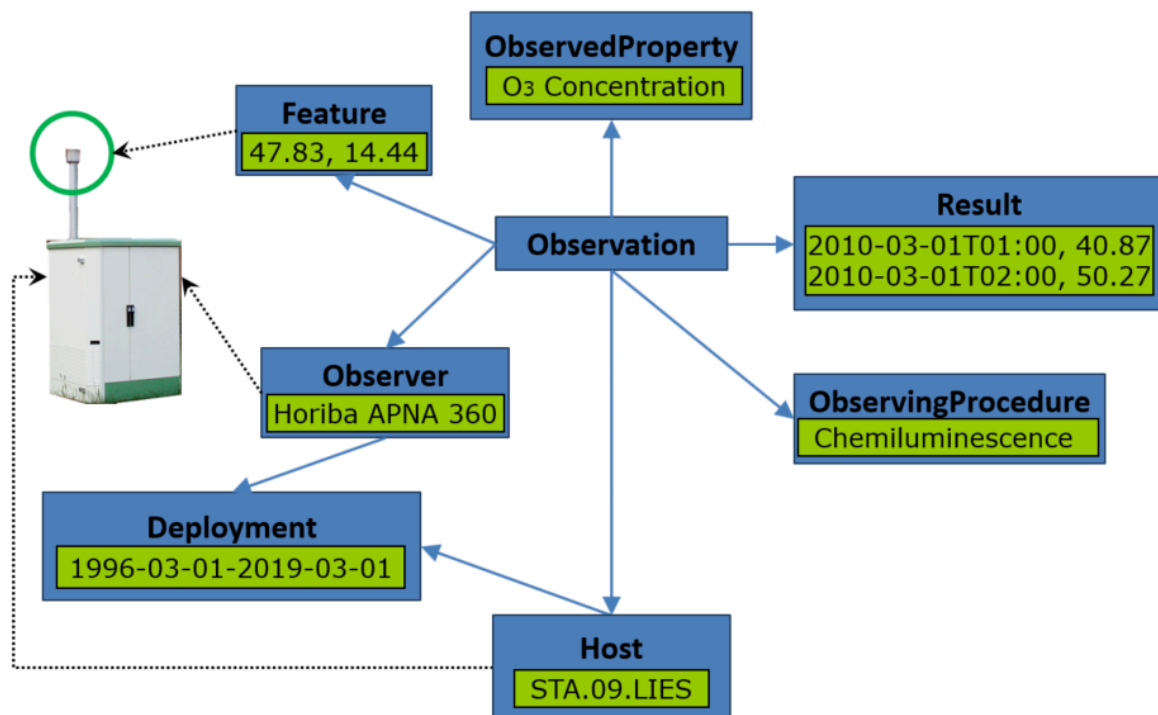 ObservedProperty
O₃ Concentration
Feature
47.83, 14.44
Result
2010-03-01T01:00, 40.87
2010-03-01T02:00, 50.27
Observation
Observer
Horiba APNA 360
ObservingProcedure
Chemiluminescence
Deployment
1996-03-01-2019-03-01
Host
STA.09.LIES